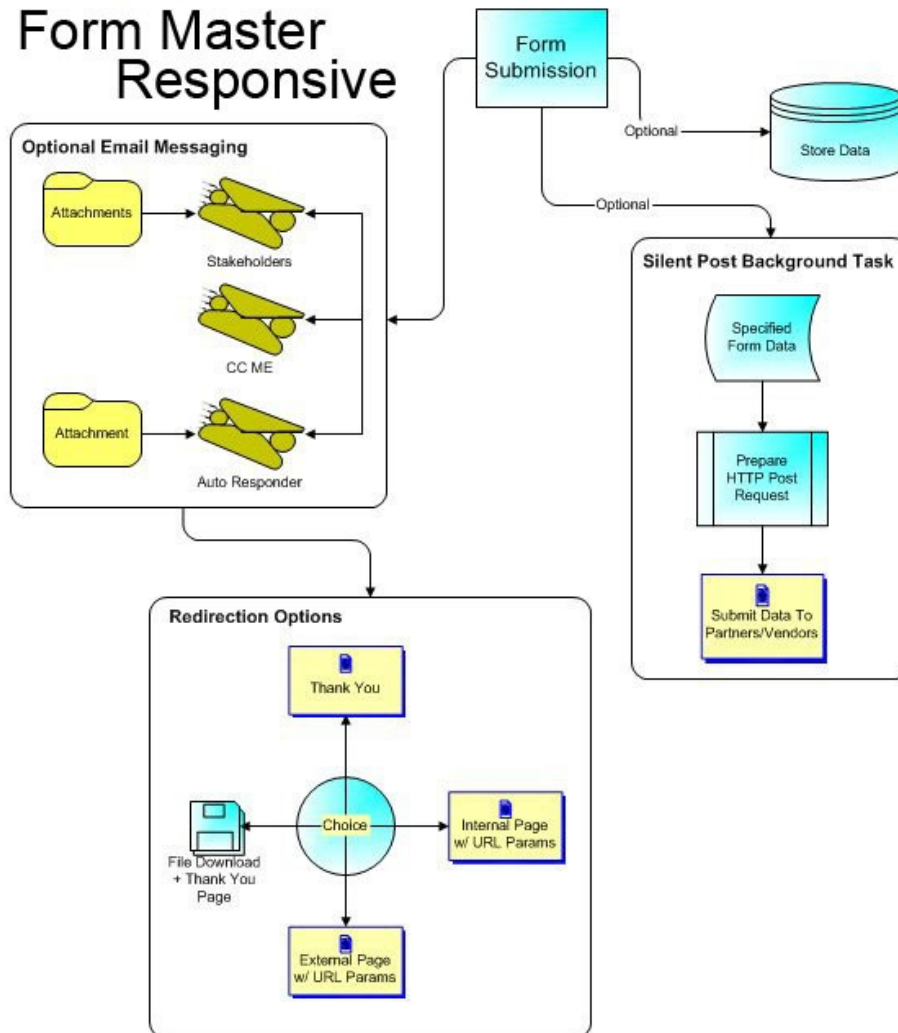 Form Master
Responsive
Form
Submission
Optional
Store Data
Optional
Optional Email Messaging
Attachments
Stakeholders
CC ME
Attachment
Auto Responder
Silent Post Background Task
Specified
Form Data
Prepare
HTTP Post
Request
Submit Data To
Partners/Vendors
Redirection Options
Thank You
Choice
Internal Page
w/ URL Params
File Download
+ Thank You
Page
External Page
w/ URL Params